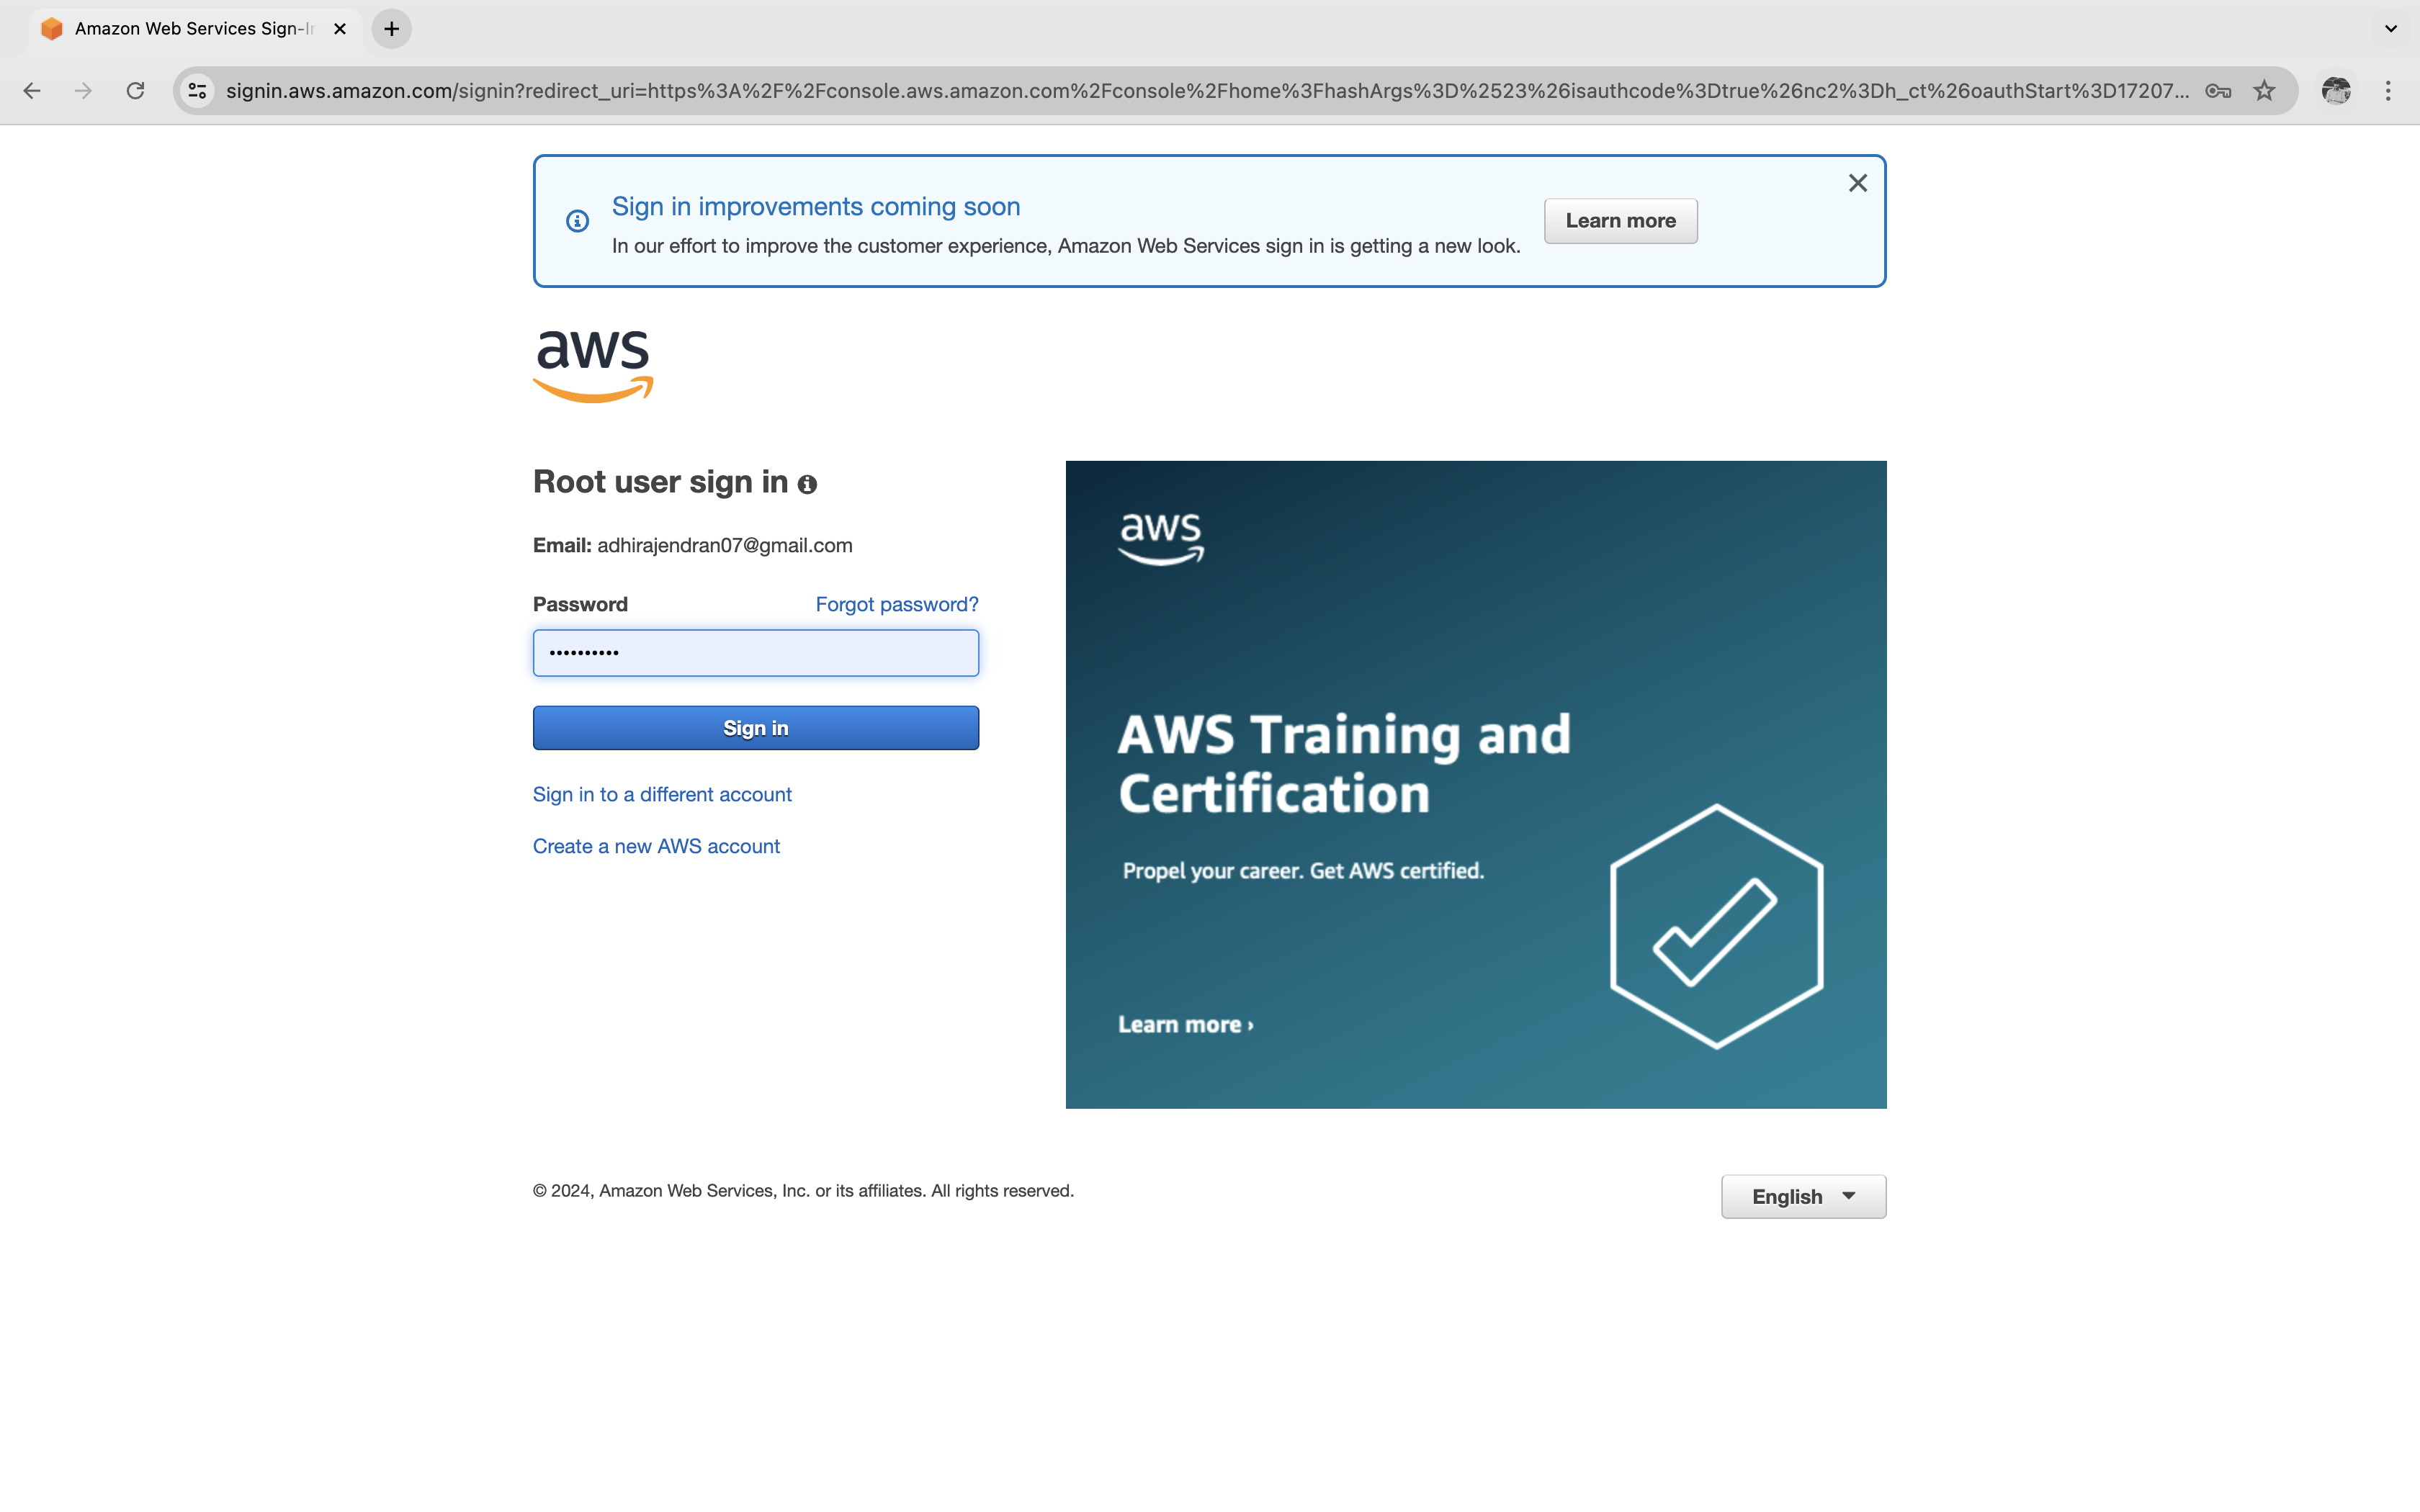 Amazon Web Services Sign-In
signin.aws.amazon.com/signin?redirect_uri=https%3A%2F%2Fconsole.aws.amazon.com%2Fconsole%2Fhome%3FhashArgs%3D%2523%26isauthcode%3Dtrue%26nc2%3Dh_ct%26oauthStart%3D17207...
Sign in improvements coming soon
In our effort to improve the customer experience, Amazon Web Services sign in is getting a new look.
Learn more
aws
Root user sign in
Email: adhirajendran07@gmail.com
Password Forgot password?
••••••••••
Sign in
Sign in to a different account
Create a new AWS account
aws
AWS Training and
Certification
Propel your career. Get AWS certified.
Learn more ›
© 2024, Amazon Web Services, Inc. or its affiliates. All rights reserved.
English